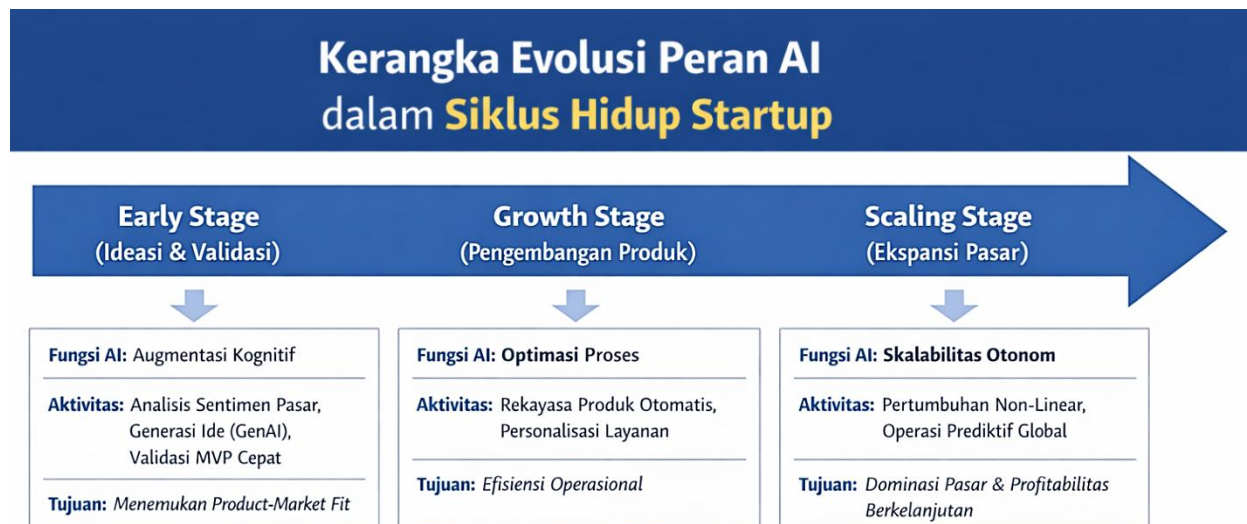 Kerangka Evolusi Peran AI
dalam Siklus Hidup Startup
Early Stage
(Ideasi & Validasi)
Growth Stage
(Pengembangan Produk)
Scaling Stage
(Ekspansi Pasar)
Fungsi AI: Augmentasi Kognitif
Aktivitas: Analisis Sentimen Pasar,
Generasi Ide (GenAI),
Validasi MVP Cepat
Tujuan: Menemukan Product-Market Fit
Fungsi AI: Optimasi Proses
Aktivitas: Rekayasa Produk Otomatis,
Personalisasi Layanan
Tujuan: Efisiensi Operasional
Fungsi AI: Skalabilitas Otonom
Aktivitas: Pertumbuhan Non-Linear,
Operasi Prediktif Global
Tujuan: Dominasi Pasar & Profitabilitas
Berkelanjutan